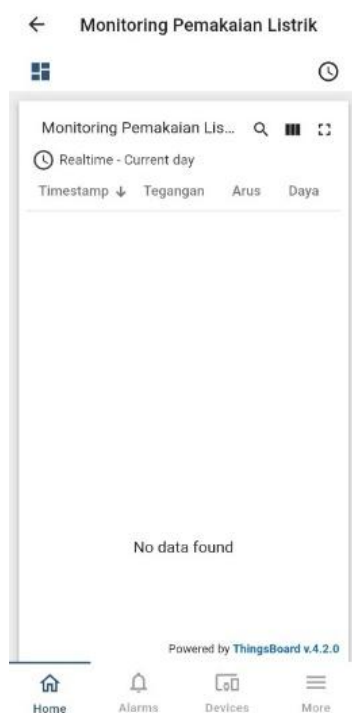 Monitoring Pemakaian Listrik
Monitoring Pemakaian Lis...
Realtime - Current day
Timestamp Tegangan Arus Daya
No data found
Powered by ThingsBoard v.4.2.0
Home Alarms Devices More